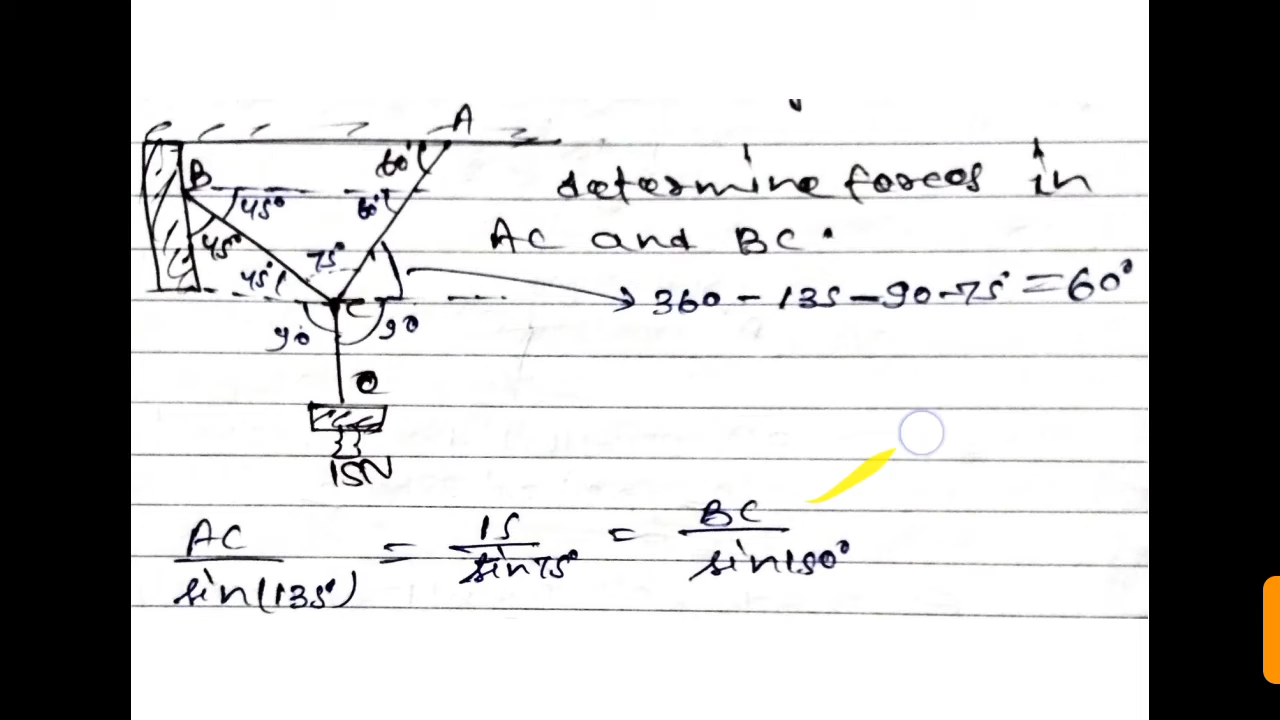 A
60°
B
45°
60°
45°
75°
45°
C
90
90
15N
determine forces in
AC and BC.
360 - 135 - 90 - 75° = 60°
AC / sin(135°) = 15 / sin75° = BC / sin150°